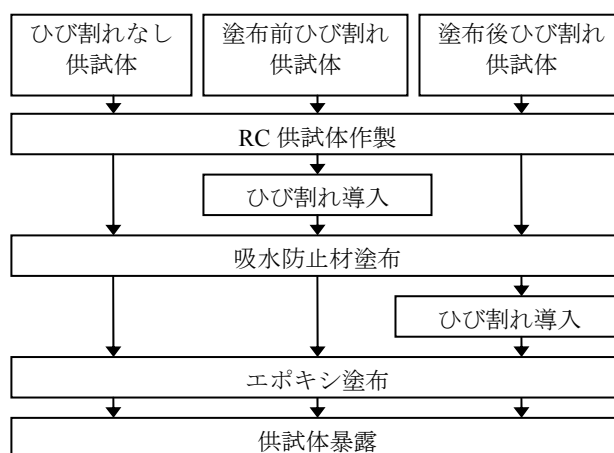 ひび割れなし
供試体
塗布前ひび割れ
供試体
塗布後ひび割れ
供試体
RC 供試体作製
ひび割れ導入
吸水防止材塗布
ひび割れ導入
エポキシ塗布
供試体暴露